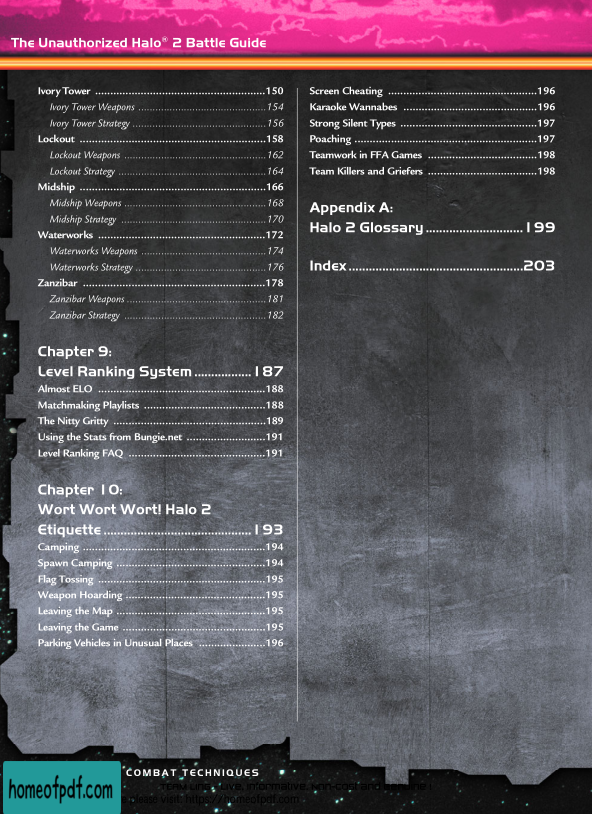 The Unauthorized Halo® 2 Battle Guide
Ivory Tower ........................................................150
Ivory Tower Weapons ........................................154
Ivory Tower Strategy ..........................................156
Lockout ..............................................................158
Lockout Weapons ..............................................162
Lockout Strategy ................................................164
Midship ..............................................................166
Midship Weapons ..............................................168
Midship Strategy ................................................170
Waterworks ........................................................172
Waterworks Weapons ........................................174
Waterworks Strategy ..........................................176
Zanzibar ............................................................178
Zanzibar Weapons ..............................................181
Zanzibar Strategy ................................................182
Chapter 9:
Level Ranking System ................187
Almost ELO ........................................................188
Matchmaking Playlists ........................................188
The Nitty Gritty ..................................................189
Using the Stats from Bungie.net ........................191
Level Ranking FAQ ..............................................191
Chapter 10:
Wort Wort Wort! Halo 2
Etiquette ..........................................193
Camping ............................................................194
Spawn Camping ..................................................194
Flag Tossing ........................................................195
Weapon Hoarding ..............................................195
Leaving the Map ..................................................195
Leaving the Game ................................................195
Parking Vehicles in Unusual Places ......................196
Screen Cheating ..................................................196
Karaoke Wannabes ............................................196
Strong Silent Types ..............................................197
Poaching ............................................................197
Teamwork in FFA Games ....................................198
Team Killers and Griefers ....................................198
Appendix A:
Halo 2 Glossary ............................199
Index ..................................................203
COMBAT TECHNIQUES
homeofpdf.com
informative, Non-cost and Genuine !
please visit: https://homeofpdf.com